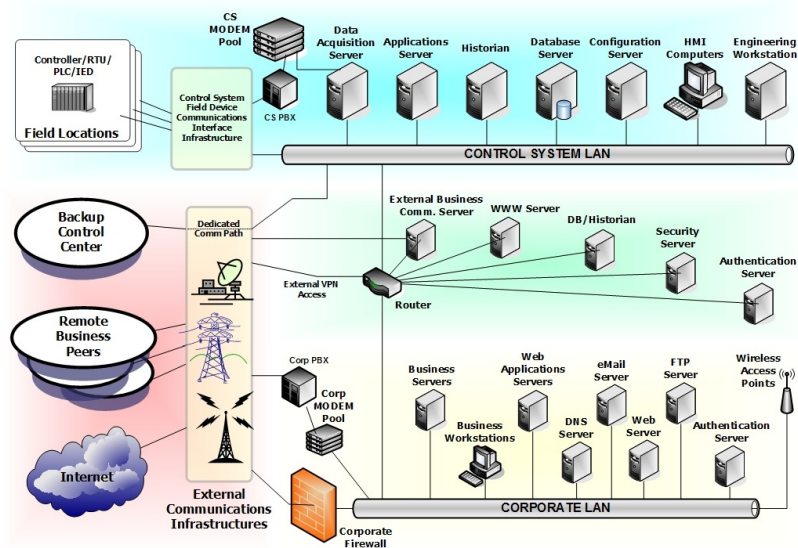 CS
MODEM
Pool
Data
Acquisition
Server
Applications
Server
Historian
Database
Server
Configuration
Server
HMI
Computers
Engineering
Workstation
Controller/RTU/
PLC/IED
Field Locations
Control System
Field Device
Communications
Interface
Infrastructure
CS PBX
CONTROL SYSTEM LAN
Backup
Control
Center
Dedicated
Comm Path
External Business
Comm. Server
WWW Server
DB/Historian
Security
Server
Authentication
Server
External VPN
Access
Router
Remote
Business
Peers
Corp PBX
Corp
MODEM
Pool
Business
Servers
Web
Applications
Servers
eMail
Server
FTP
Server
Wireless
Access
Points
Business
Workstations
DNS
Server
Web
Server
Authentication
Server
Internet
External
Communications
Infrastructures
Corporate
Firewall
CORPORATE LAN